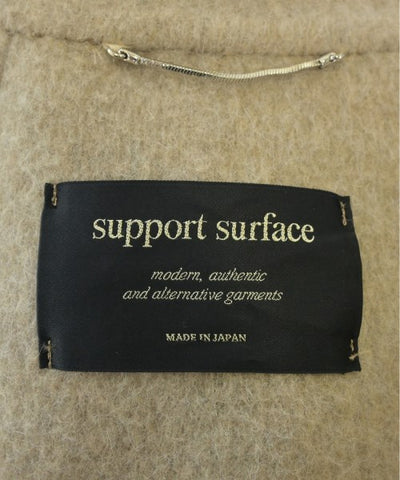 support surface
modern, authentic
and alternative garments
MADE IN JAPAN